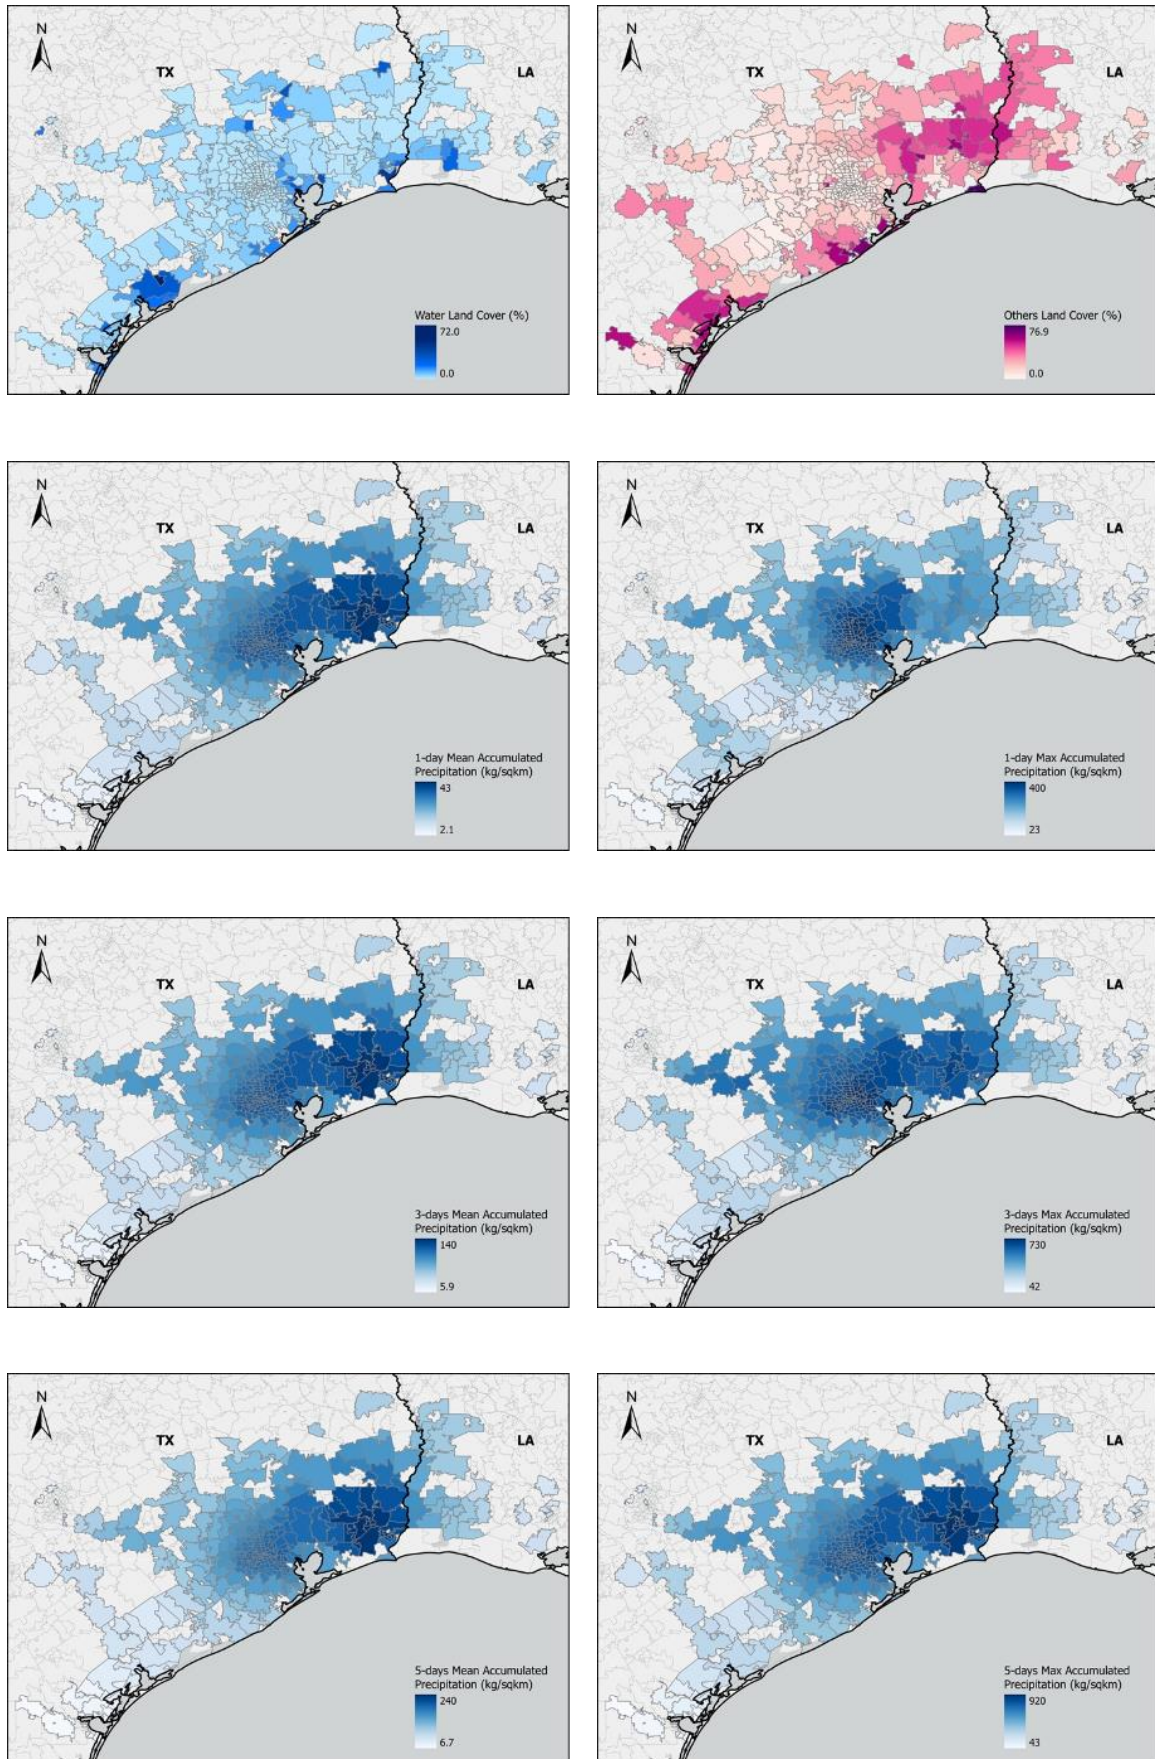 N
TX
LA
Water Land Cover (%)
72.0
0.0
N
TX
LA
Others Land Cover (%)
76.9
0.0
N
TX
LA
1-day Mean Accumulated
Precipitation (kg/sqkm)
43
2.1
N
TX
LA
1-day Max Accumulated
Precipitation (kg/sqkm)
400
23
N
TX
LA
3-days Mean Accumulated
Precipitation (kg/sqkm)
140
5.9
N
TX
LA
3-days Max Accumulated
Precipitation (kg/sqkm)
730
42
N
TX
LA
5-days Mean Accumulated
Precipitation (kg/sqkm)
240
6.7
N
TX
LA
5-days Max Accumulated
Precipitation (kg/sqkm)
920
43